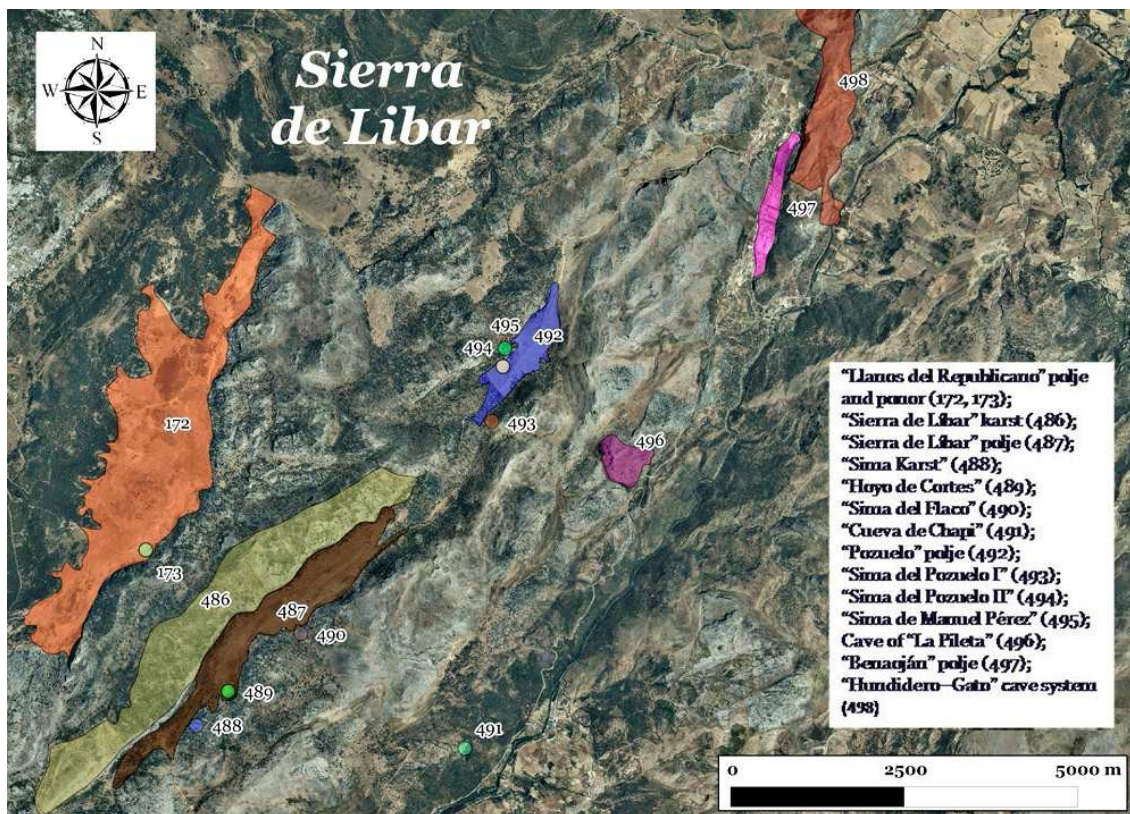 N
W E
S
Sierra
de Libar
498
497
495
494
492
493
496
172
173
486
487
490
489
488
491
"Llanos del Republicano" polje
and ponor (172, 173);
"Sierra de Líbar" karst (486);
"Sierra de Líbar" polje (487);
"Sima Karst" (488);
"Hoyo de Cortes" (489);
"Sima del Flaco" (490);
"Cueva de Chapi" (491);
"Pozuelo" polje (492);
"Sima del Pozuelo I" (493);
"Sima del Pozuelo II" (494);
"Sima de Manuel Pérez" (495);
Cave of "La Pileta" (496);
"Benaoján" polje (497);
"Hundidero–Gato" cave system
(498)
0 2500 5000 m